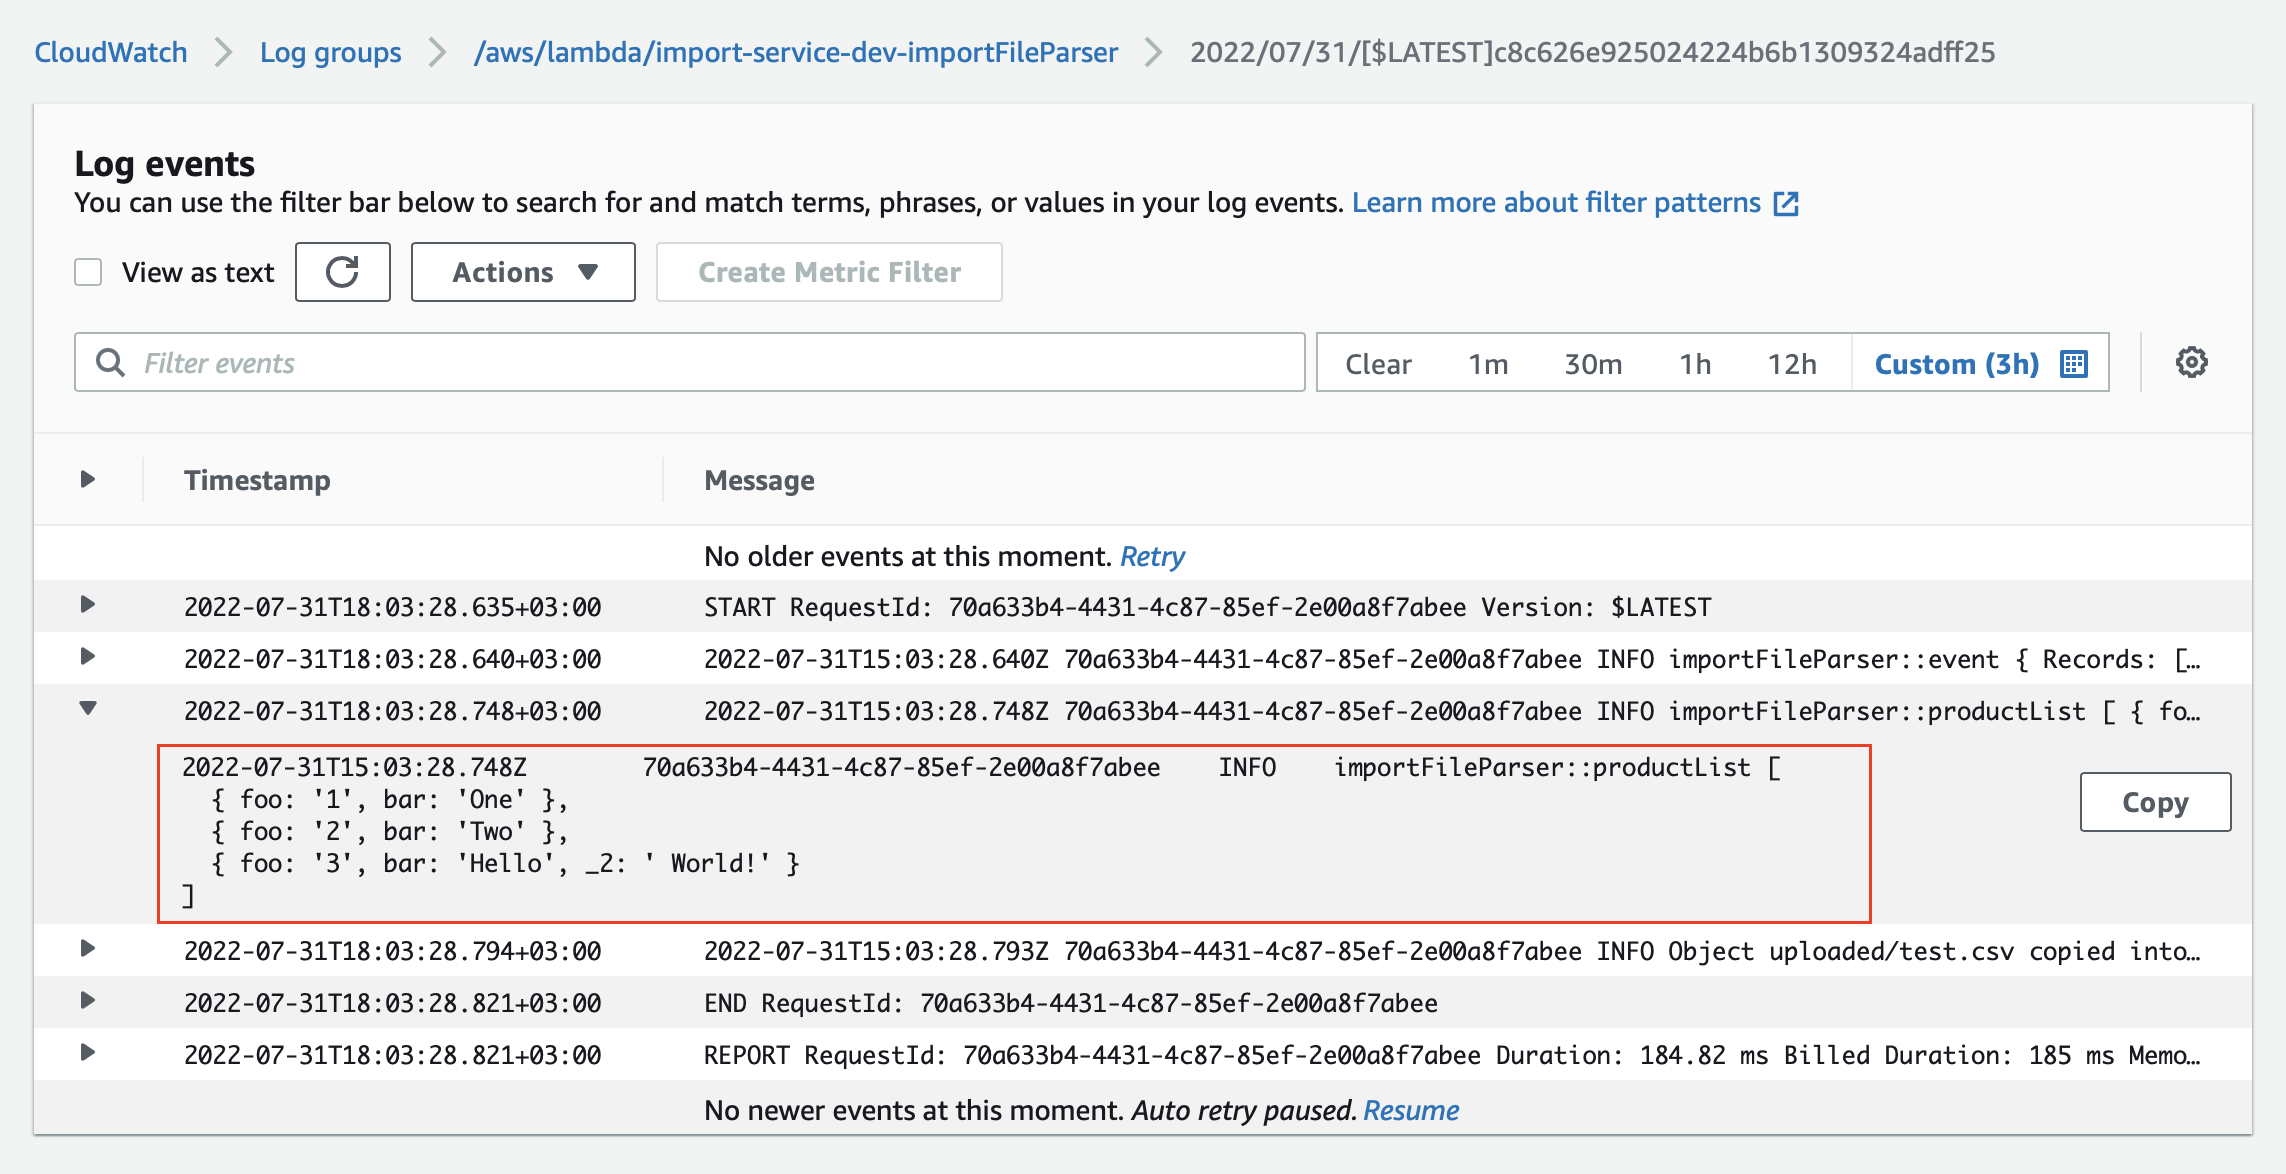 CloudWatch > Log groups > /aws/lambda/import-service-dev-importFileParser > 2022/07/31/[$LATEST]c8c626e925024224b6b1309324adff25
Log events
You can use the filter bar below to search for and match terms, phrases, or values in your log events. Learn more about filter patterns
View as text Actions Create Metric Filter
Filter events Clear 1m 30m 1h 12h Custom (3h)
Timestamp Message
No older events at this moment. Retry
2022-07-31T18:03:28.635+03:00 START RequestId: 70a633b4-4431-4c87-85ef-2e00a8f7abee Version: $LATEST
2022-07-31T18:03:28.640+03:00 2022-07-31T15:03:28.640Z 70a633b4-4431-4c87-85ef-2e00a8f7abee INFO importFileParser::event { Records: […
2022-07-31T18:03:28.748+03:00 2022-07-31T15:03:28.748Z 70a633b4-4431-4c87-85ef-2e00a8f7abee INFO importFileParser::productList [ { fo…
2022-07-31T15:03:28.748Z 70a633b4-4431-4c87-85ef-2e00a8f7abee INFO importFileParser::productList [
{ foo: '1', bar: 'One' },
Copy
{ foo: '2', bar: 'Two' },
{ foo: '3', bar: 'Hello', _2: ' World!' }
]
2022-07-31T18:03:28.794+03:00 2022-07-31T15:03:28.793Z 70a633b4-4431-4c87-85ef-2e00a8f7abee INFO Object uploaded/test.csv copied into…
2022-07-31T18:03:28.821+03:00 END RequestId: 70a633b4-4431-4c87-85ef-2e00a8f7abee
2022-07-31T18:03:28.821+03:00 REPORT RequestId: 70a633b4-4431-4c87-85ef-2e00a8f7abee Duration: 184.82 ms Billed Duration: 185 ms Memo…
No newer events at this moment. Auto retry paused. Resume